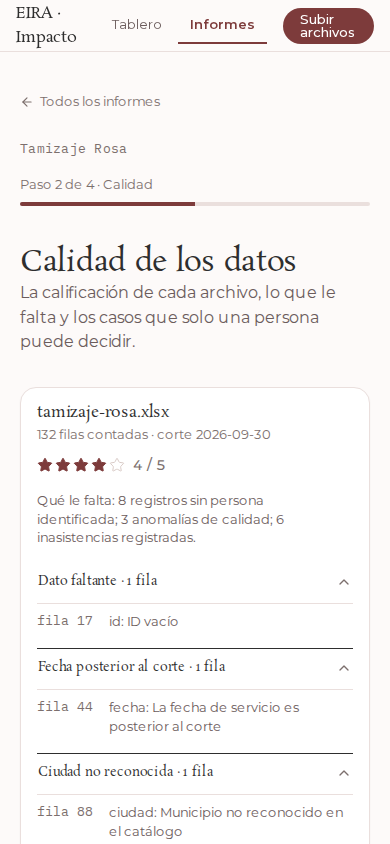 EIRA ·
Impacto
Tablero
Informes
Subir
archivos
← Todos los informes
Tamizaje Rosa
Paso 2 de 4 · Calidad
Calidad de los datos
La calificación de cada archivo, lo que le
falta y los casos que solo una persona
puede decidir.
tamizaje-rosa.xlsx
132 filas contadas · corte 2026-09-30
4 / 5
Qué le falta: 8 registros sin persona
identificada; 3 anomalías de calidad; 6
inasistencias registradas.
Dato faltante · 1 fila
fila 17 id: ID vacío
Fecha posterior al corte · 1 fila
fila 44 fecha: La fecha de servicio es
posterior al corte
Ciudad no reconocida · 1 fila
fila 88 ciudad: Municipio no reconocido en
el catálogo